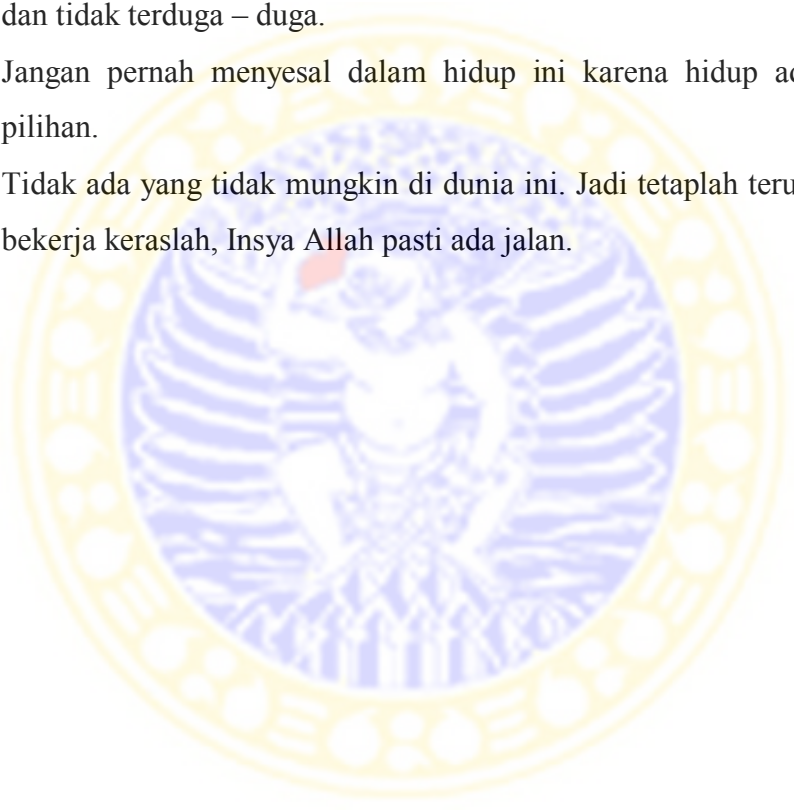 dan tidak terduga – duga.
Jangan pernah menyesal dalam hidup ini karena hidup
pilihan.
Tidak ada yang tidak mungkin di dunia ini. Jadi tetaplah
bekerja keraslah, Insya Allah pasti ada jalan.